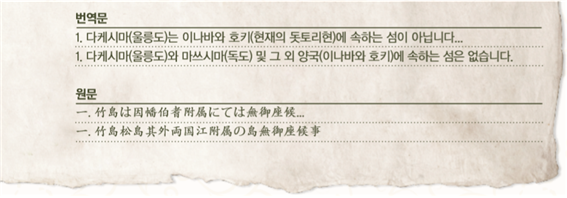 번역문
1. 다케시마(울릉도)는 이나바와 호키(현재의 돗토리현)에 속하는 섬이 아닙니다...
1. 다케시마(울릉도)와 마쓰시마(독도) 및 그 외 양국(이나바와 호키)에 속하는 섬은 없습니다.
원문
一. 竹島は因幡伯者附属にては無御座候...
一. 竹島松島其外両国江附属の島無御座候事